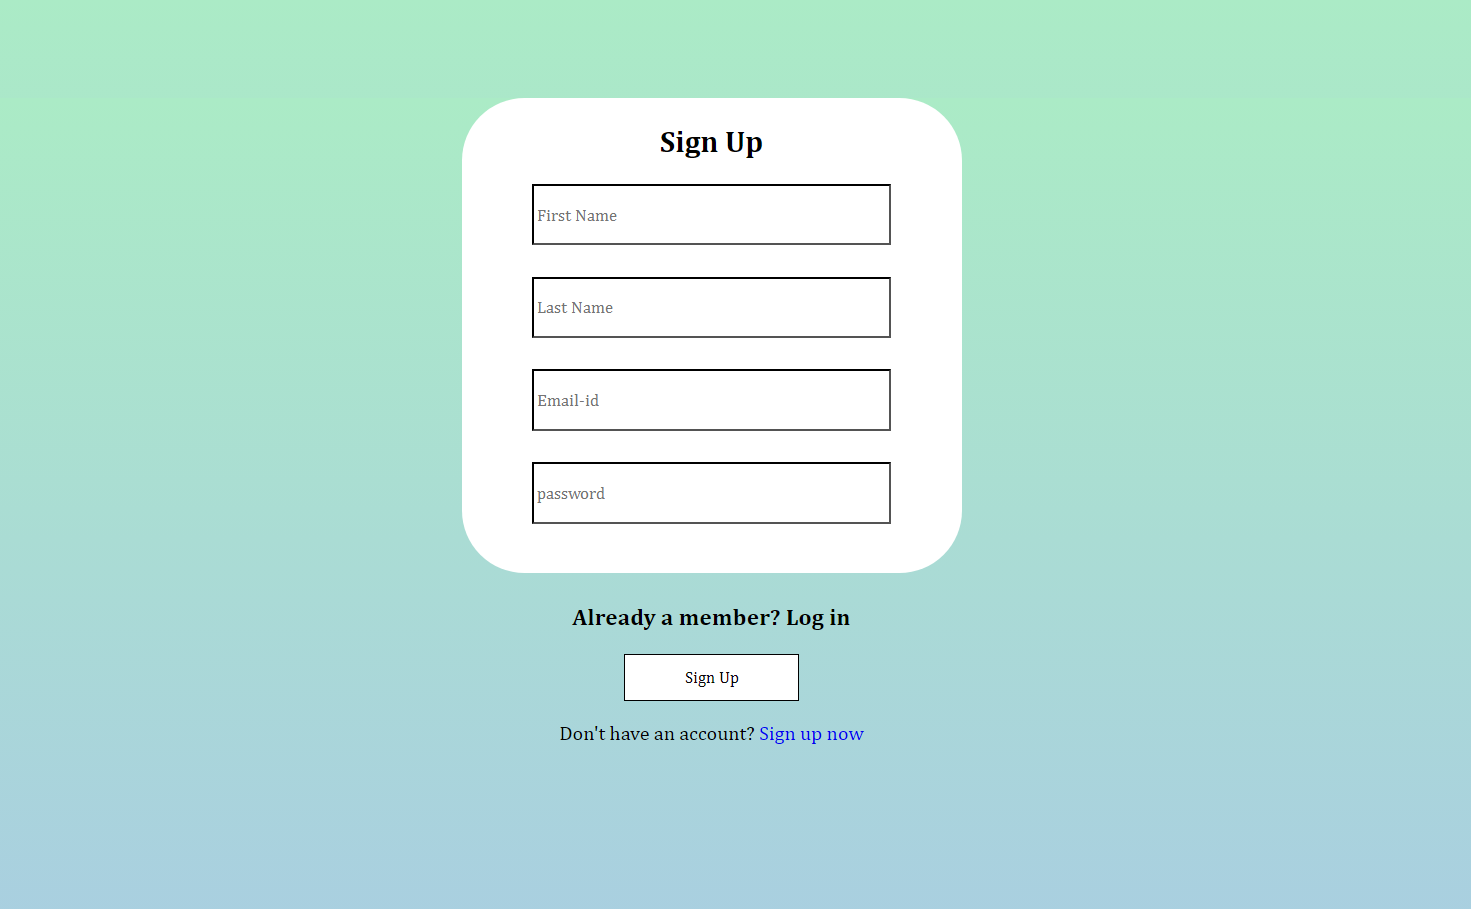 Sign Up
First Name
Last Name
Email-id
password
Already a member? Log in
Sign Up
Don't have an account? Sign up now